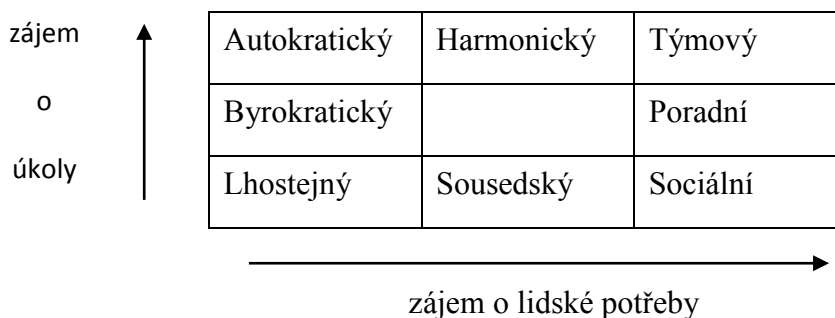 zájem
o
úkoly
Autokratický Harmonický Týmový
Byrokratický Poradní
Lhostejný Sousedský Sociální
zájem o lidské potřeby